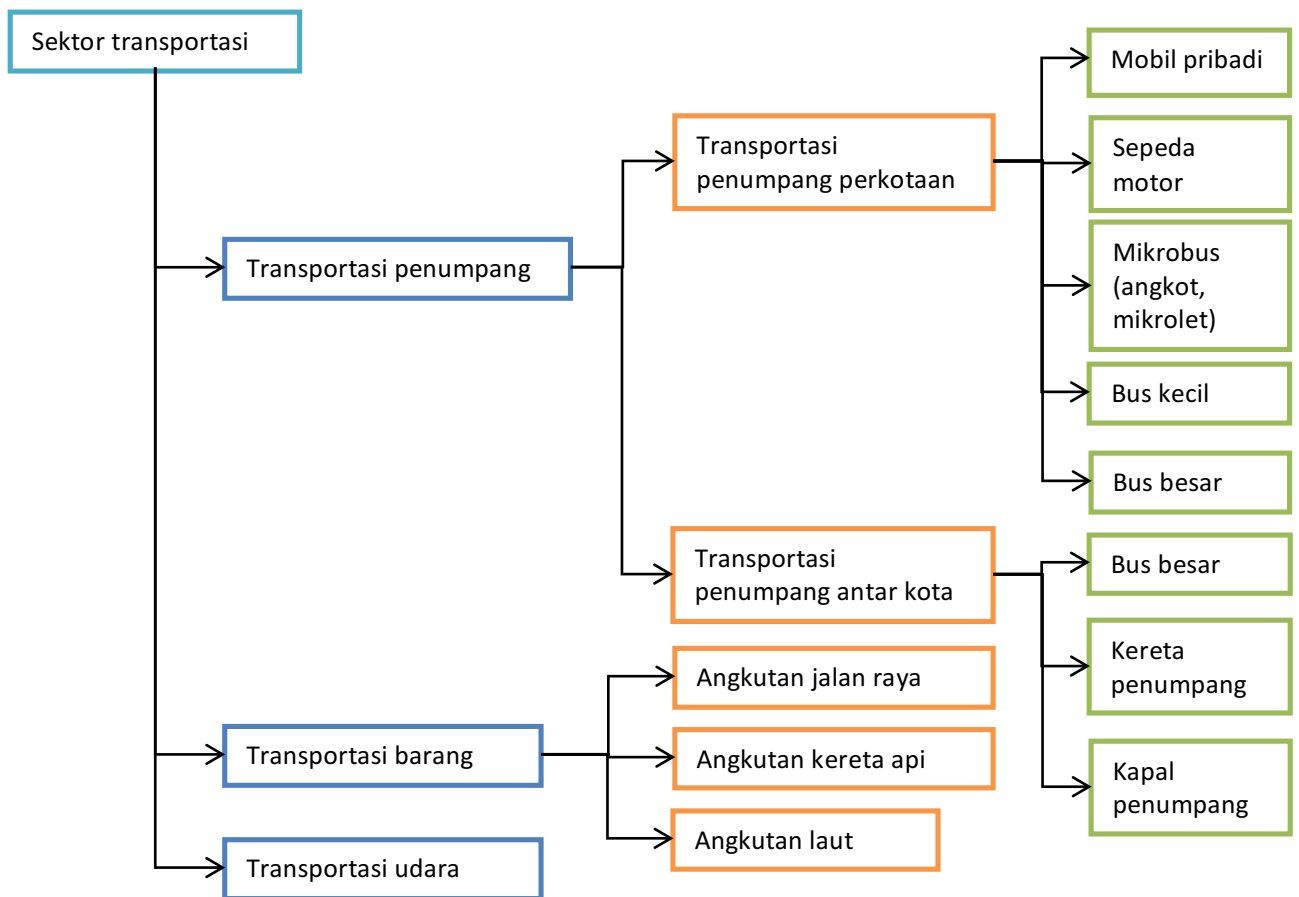 Sektor transportasi
Transportasi penumpang
Transportasi
penumpang perkotaan
Mobil pribadi
Sepeda
motor
Mikrobus
(angkot,
mikrolet)
Bus kecil
Bus besar
Transportasi
penumpang antar kota
Bus besar
Kereta
penumpang
Kapal
penumpang
Transportasi barang
Angkutan jalan raya
Angkutan kereta api
Angkutan laut
Transportasi udara